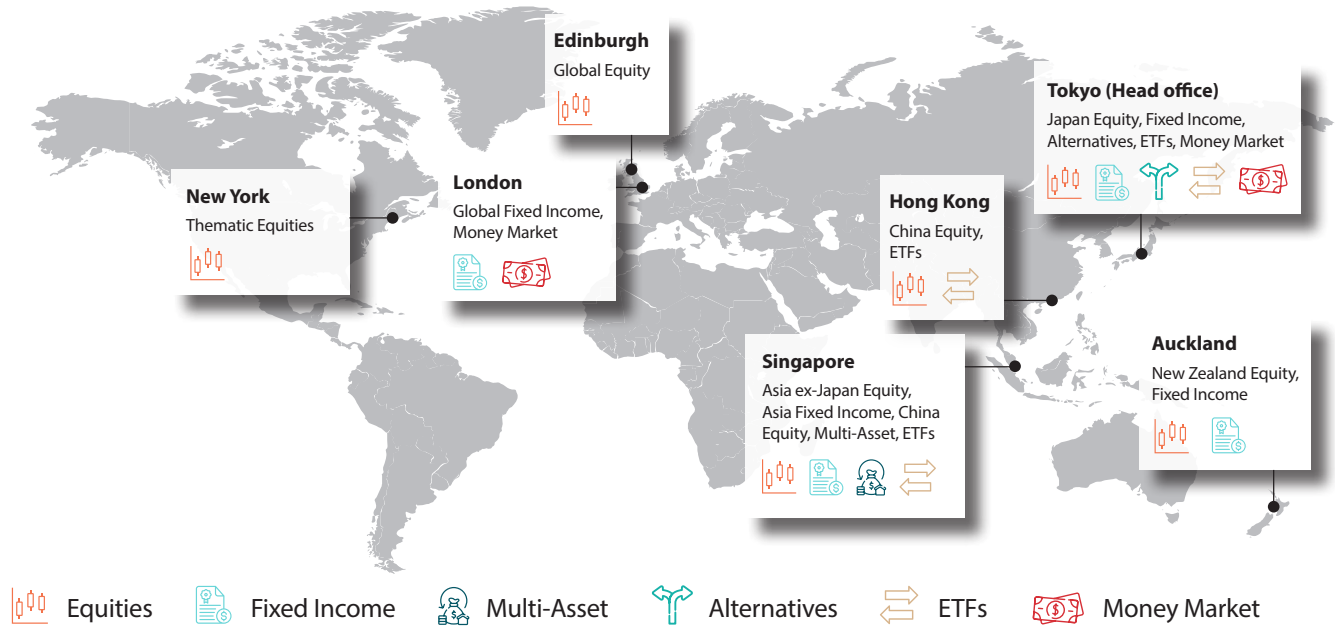 Edinburgh
Global Equity
Tokyo (Head office)
Japan Equity, Fixed Income,
Alternatives, ETFs, Money Market
New York
Thematic Equities
London
Global Fixed Income,
Money Market
Hong Kong
China Equity,
ETFs
Singapore
Asia ex-Japan Equity,
Asia Fixed Income, China
Equity, Multi-Asset, ETFs
Auckland
New Zealand Equity,
Fixed Income
Equities
Fixed Income
Multi-Asset
Alternatives
ETFs
Money Market